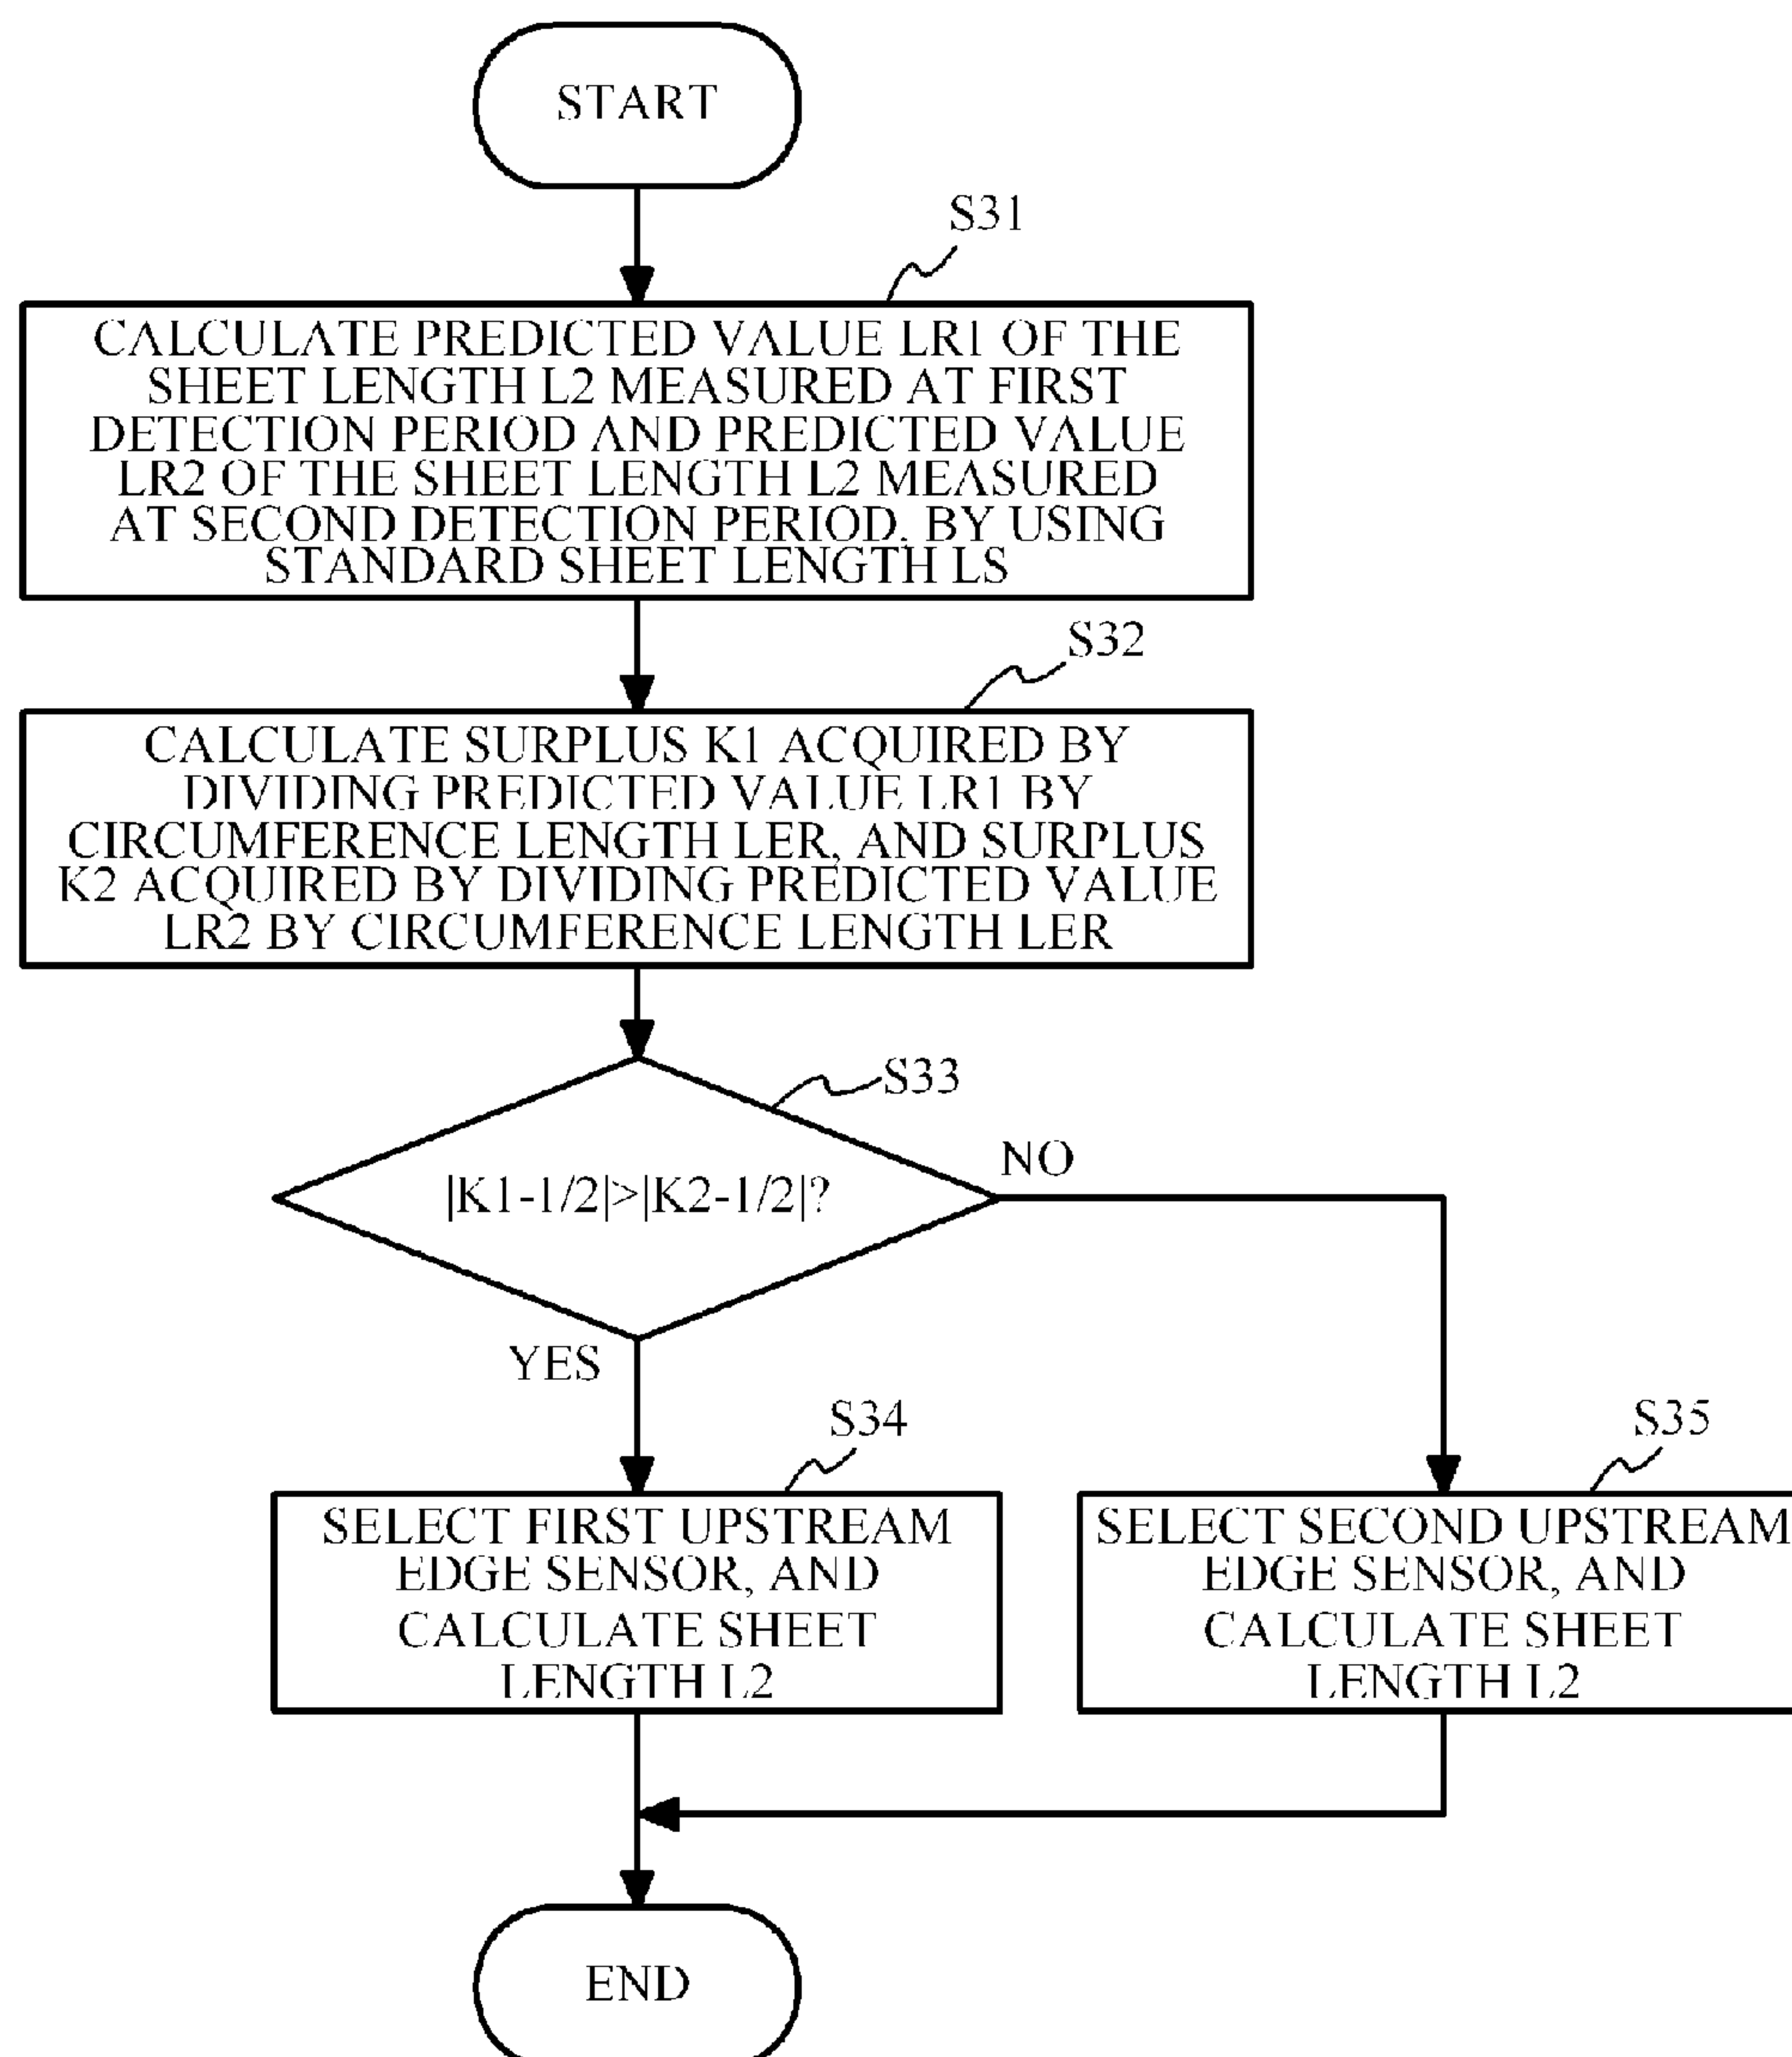 START
S31
CALCULATE PREDICTED VALUE LR1 OF THE
SHEET LENGTH L2 MEASURED AT FIRST
DETECTION PERIOD AND PREDICTED VALUE
LR2 OF THE SHEET LENGTH L2 MEASURED
AT SECOND DETECTION PERIOD, BY USING
STANDARD SHEET LENGTH LS
S32
CALCULATE SURPLUS K1 ACQUIRED BY
DIVIDING PREDICTED VALUE LR1 BY
CIRCUMFERENCE LENGTH LER, AND SURPLUS
K2 ACQUIRED BY DIVIDING PREDICTED VALUE
LR2 BY CIRCUMFERENCE LENGTH LER
S33
|K1-1/2|>|K2-1/2|?
NO
YES
S34
SELECT FIRST UPSTREAM
EDGE SENSOR, AND
CALCULATE SHEET
LENGTH L2
S35
SELECT SECOND UPSTREAM
EDGE SENSOR, AND
CALCULATE SHEET
LENGTH L2
END